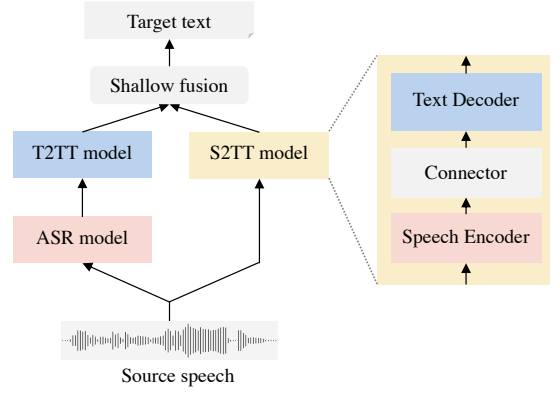 Target text
Shallow fusion
T2TT model
S2TT model
ASR model
Source speech
Text Decoder
Connector
Speech Encoder